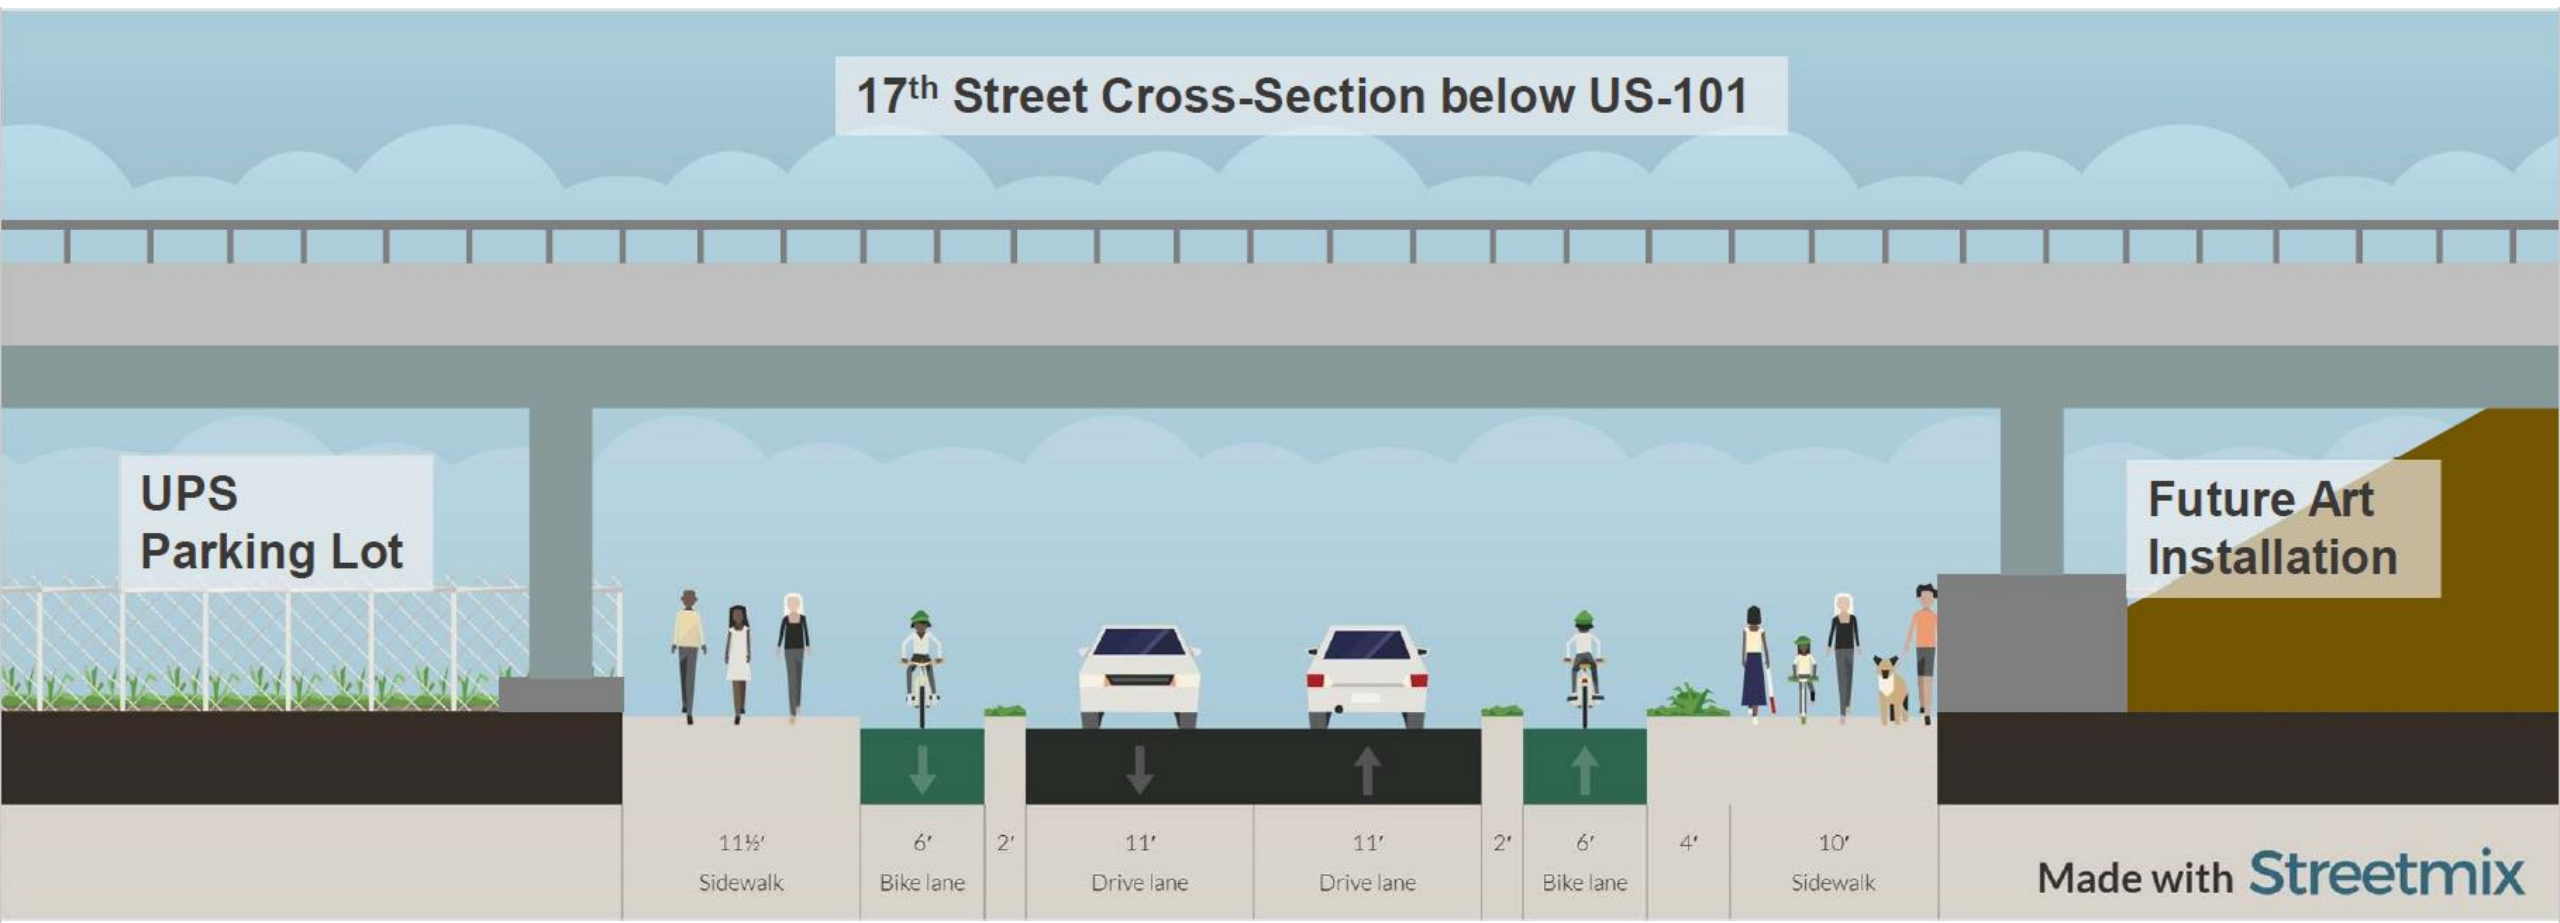 17th Street Cross-Section below US-101
UPS
Parking Lot
Future Art
Installation
11½' 6' 2' 11' 11' 2' 6' 4' 10'
Sidewalk Bike lane Drive lane Drive lane Bike lane Sidewalk
Made with Streetmix